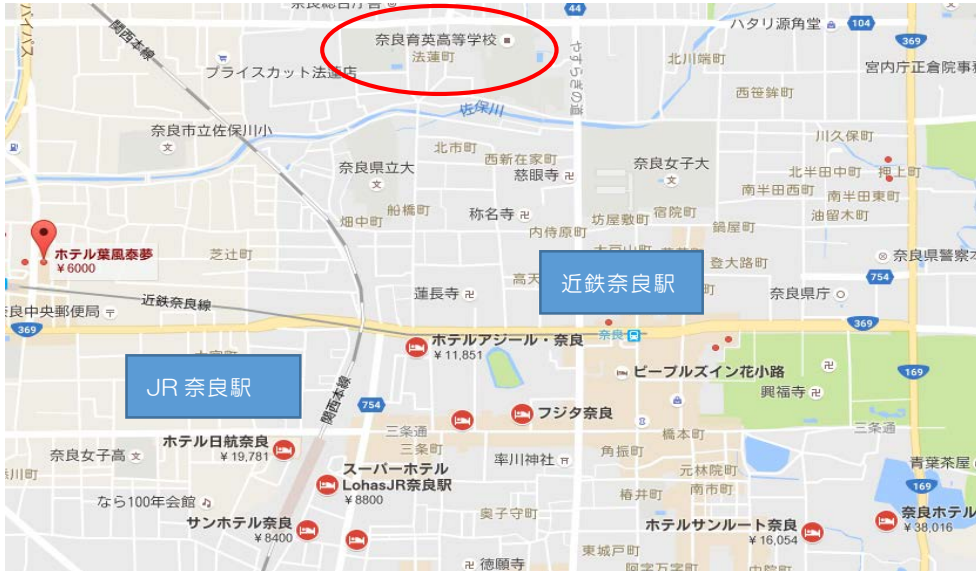 44
ハタリ源角堂
104
バイパス
関西本線
奈良育英高等学校
法蓮町
369
プライスカット法蓮店
やすらぎの道
北川端町
宮内庁正倉院事務
西笹鉾町
佐保川
奈良市立佐保川小
川久保町
北市町
西新在家町
奈良県立大
慈眼寺
奈良女子大
北半田中町
押上町
南半田西町
南半田東町
船橋町
畑中町
称名寺
宿院町
坊屋敷町
油留木町
鍋屋町
内侍原町
ホテル葉風泰夢
¥6000
芝辻町
登大路町
奈良県警察本
754
高天
近鉄奈良駅
蓮長寺
奈良県庁
近鉄奈良線
良中央郵便局
369
369
奈良
ホテルアジール・奈良
¥11,851
ピープルズイン花小路
169
JR 奈良駅
興福寺
関西本線
754
フジタ奈良
三条通
三条通
橋本町
ホテル日航奈良
¥19,781
三条町
角振町
奈良女子高
率川神社
青葉茶屋
スーパーホテル
LohasJR奈良駅
¥8800
元林院町
川町
169
南市町
椿井町
なら100年会館
奥子守町
サンホテル奈良
¥8400
ホテルサンルート奈良
¥16,054
奈良ホテル
¥38,016
東城戸町
徳願寺